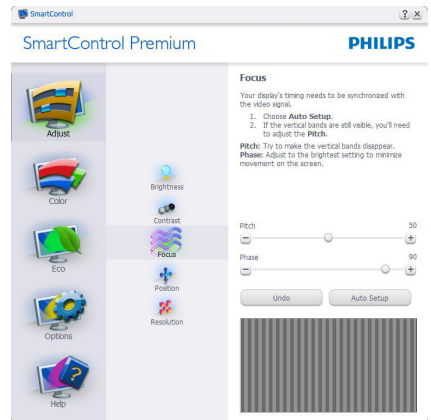 SmartControl
SmartControl Premium
PHILIPS
Adjust
Color
Eco
Options
Help
Brightness
Contrast
Focus
Position
Resolution
Focus
Your display's timing needs to be synchronized with
the video signal.
1. Choose Auto Setup.
2. If the vertical bands are still visible, you'll need
to adjust the Pitch.
Pitch: Try to make the vertical bands disappear.
Phase: Adjust to the brightest setting to minimize
movement on the screen.
Pitch 50
Phase 90
Undo Auto Setup